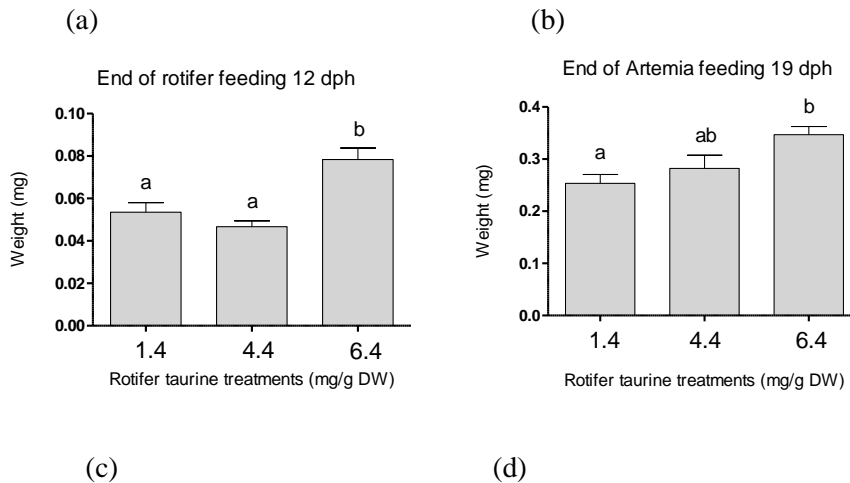 (a)
(b)
End of rotifer feeding 12 dph
0.10
0.08
0.06
0.04
0.02
0.00
Weight (mg)
a
a
b
1.4
4.4
6.4
Rotifer taurine treatments (mg/g DW)
End of Artemia feeding 19 dph
0.4
0.3
0.2
0.1
0.0
Weight (mg)
a
ab
b
1.4
4.4
6.4
Rotifer taurine treatments (mg/g DW)
(c)
(d)